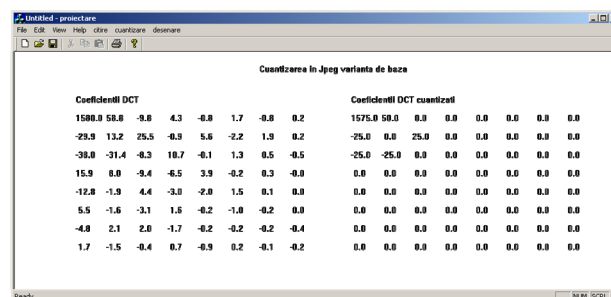 Untitled - proiectare
File Edit View Help citire cuantizare desenare
Cuantizarea in Jpeg varianta de baza
Coeficientii DCT
1580.0 58.8 -9.8 4.3 -0.8 1.7 -0.8 0.2
-29.9 13.2 25.5 -0.9 5.6 -2.2 1.9 0.2
-38.0 -31.4 -8.3 10.7 -0.1 1.3 0.5 -0.5
15.9 8.0 -9.4 -6.5 3.9 -0.2 0.3 -0.0
-12.8 -1.9 4.4 -3.0 -2.0 1.5 0.1 0.0
5.5 -1.6 -3.1 1.6 -0.2 -1.0 -0.2 0.0
-4.8 2.1 2.0 -1.7 -0.2 -0.2 -0.2 -0.4
1.7 -1.5 -0.4 0.7 -0.9 0.2 -0.1 -0.2
Coeficientii DCT cuantizati
1575.0 50.0 0.0 0.0 0.0 0.0 0.0 0.0
-25.0 0.0 25.0 0.0 0.0 0.0 0.0 0.0
-25.0 -25.0 0.0 0.0 0.0 0.0 0.0 0.0
0.0 0.0 0.0 0.0 0.0 0.0 0.0 0.0
0.0 0.0 0.0 0.0 0.0 0.0 0.0 0.0
0.0 0.0 0.0 0.0 0.0 0.0 0.0 0.0
0.0 0.0 0.0 0.0 0.0 0.0 0.0 0.0
0.0 0.0 0.0 0.0 0.0 0.0 0.0 0.0
Ready
NUM SCRL